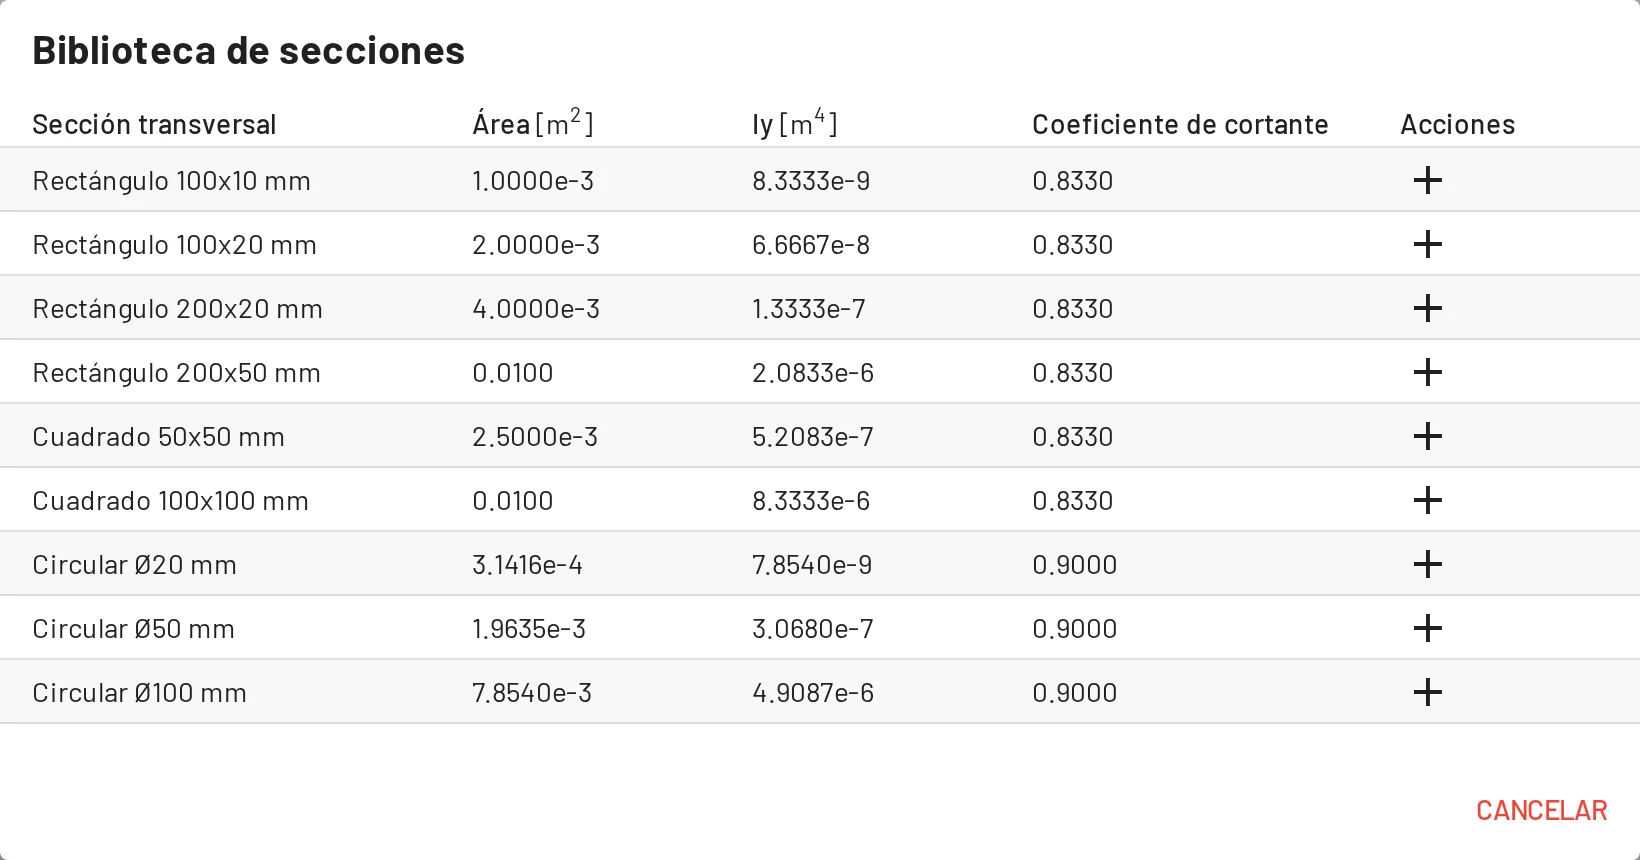 Biblioteca de secciones
Sección transversal Área [m²] Iy [m⁴] Coeficiente de cortante Acciones
Rectángulo 100x10 mm 1.0000e-3 8.3333e-9 0.8330
Rectángulo 100x20 mm 2.0000e-3 6.6667e-8 0.8330
Rectángulo 200x20 mm 4.0000e-3 1.3333e-7 0.8330
Rectángulo 200x50 mm 0.0100 2.0833e-6 0.8330
Cuadrado 50x50 mm 2.5000e-3 5.2083e-7 0.8330
Cuadrado 100x100 mm 0.0100 8.3333e-6 0.8330
Circular Ø20 mm 3.1416e-4 7.8540e-9 0.9000
Circular Ø50 mm 1.9635e-3 3.0680e-7 0.9000
Circular Ø100 mm 7.8540e-3 4.9087e-6 0.9000
CANCELAR